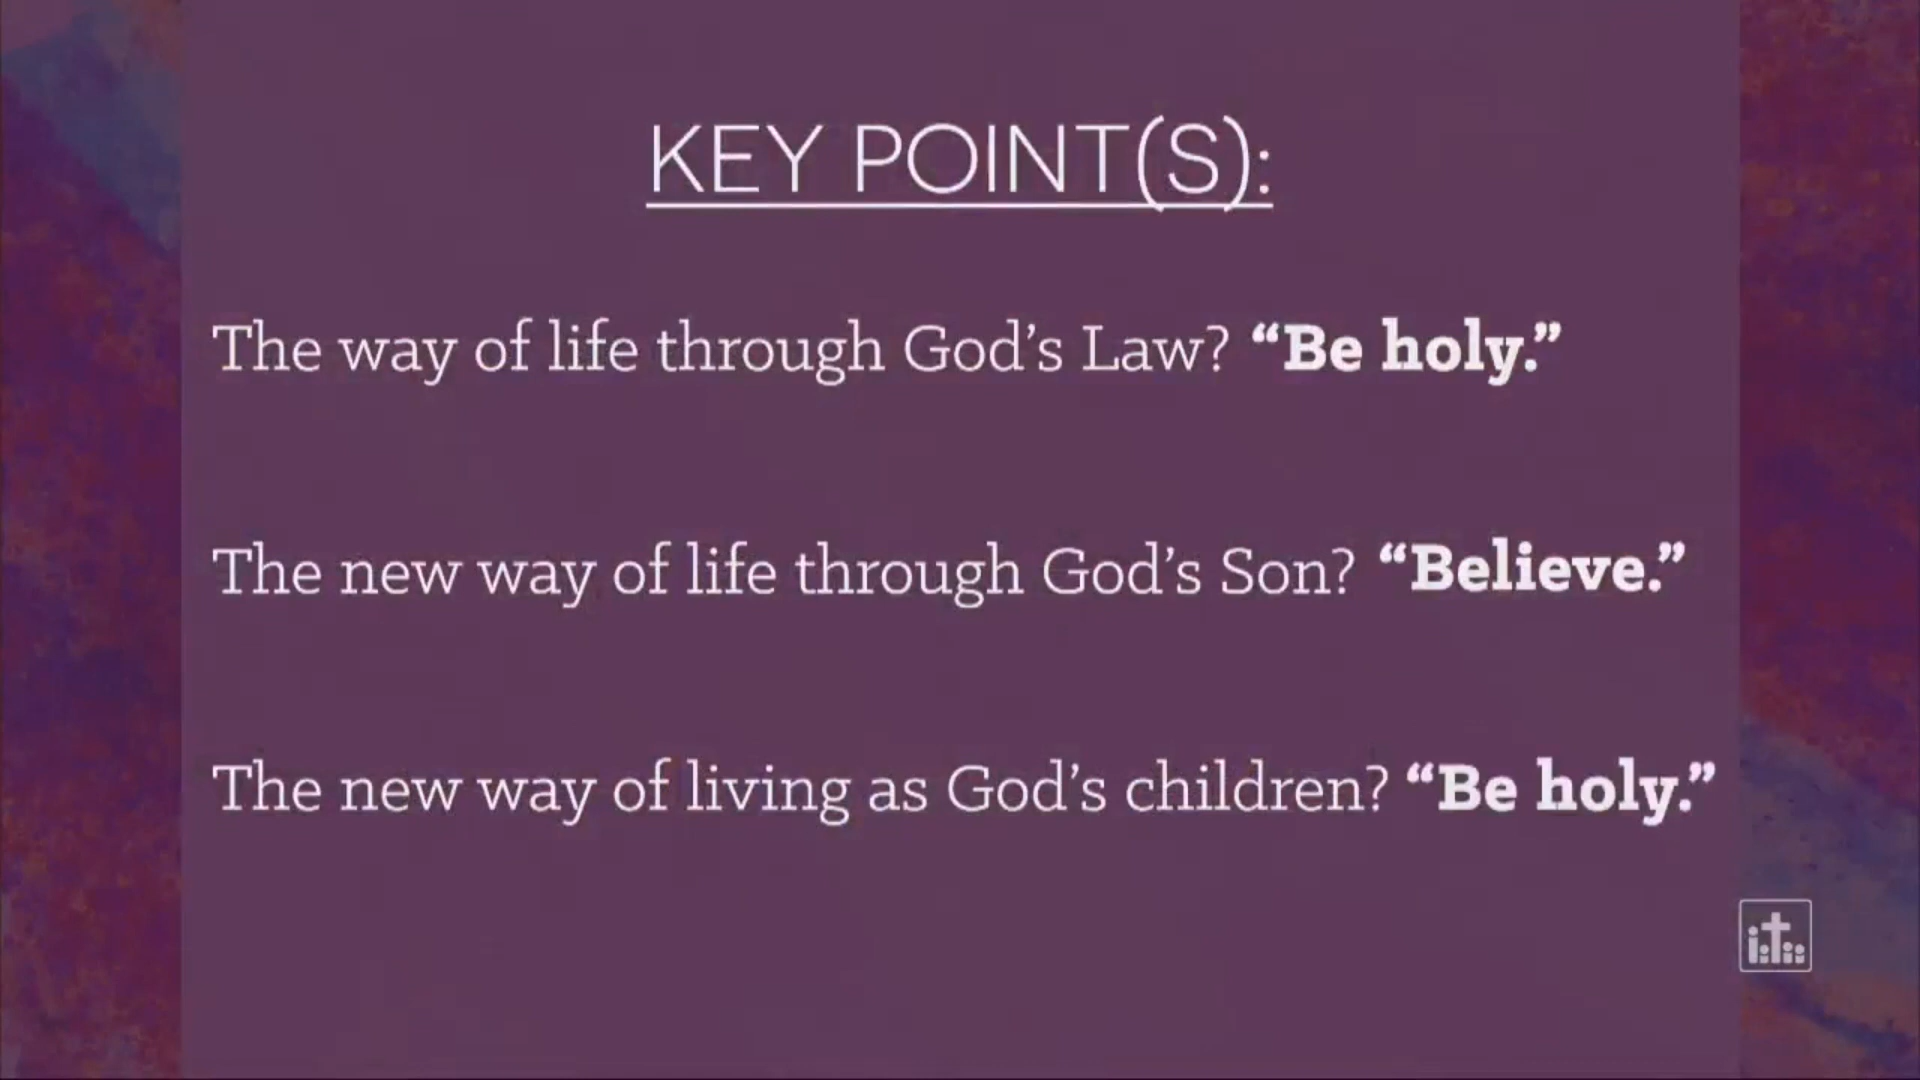 KEY POINT(S):
The way of life through God’s Law? “Be holy.”
The new way of life through God’s Son? “Believe.”
The new way of living as God’s children? “Be holy.”